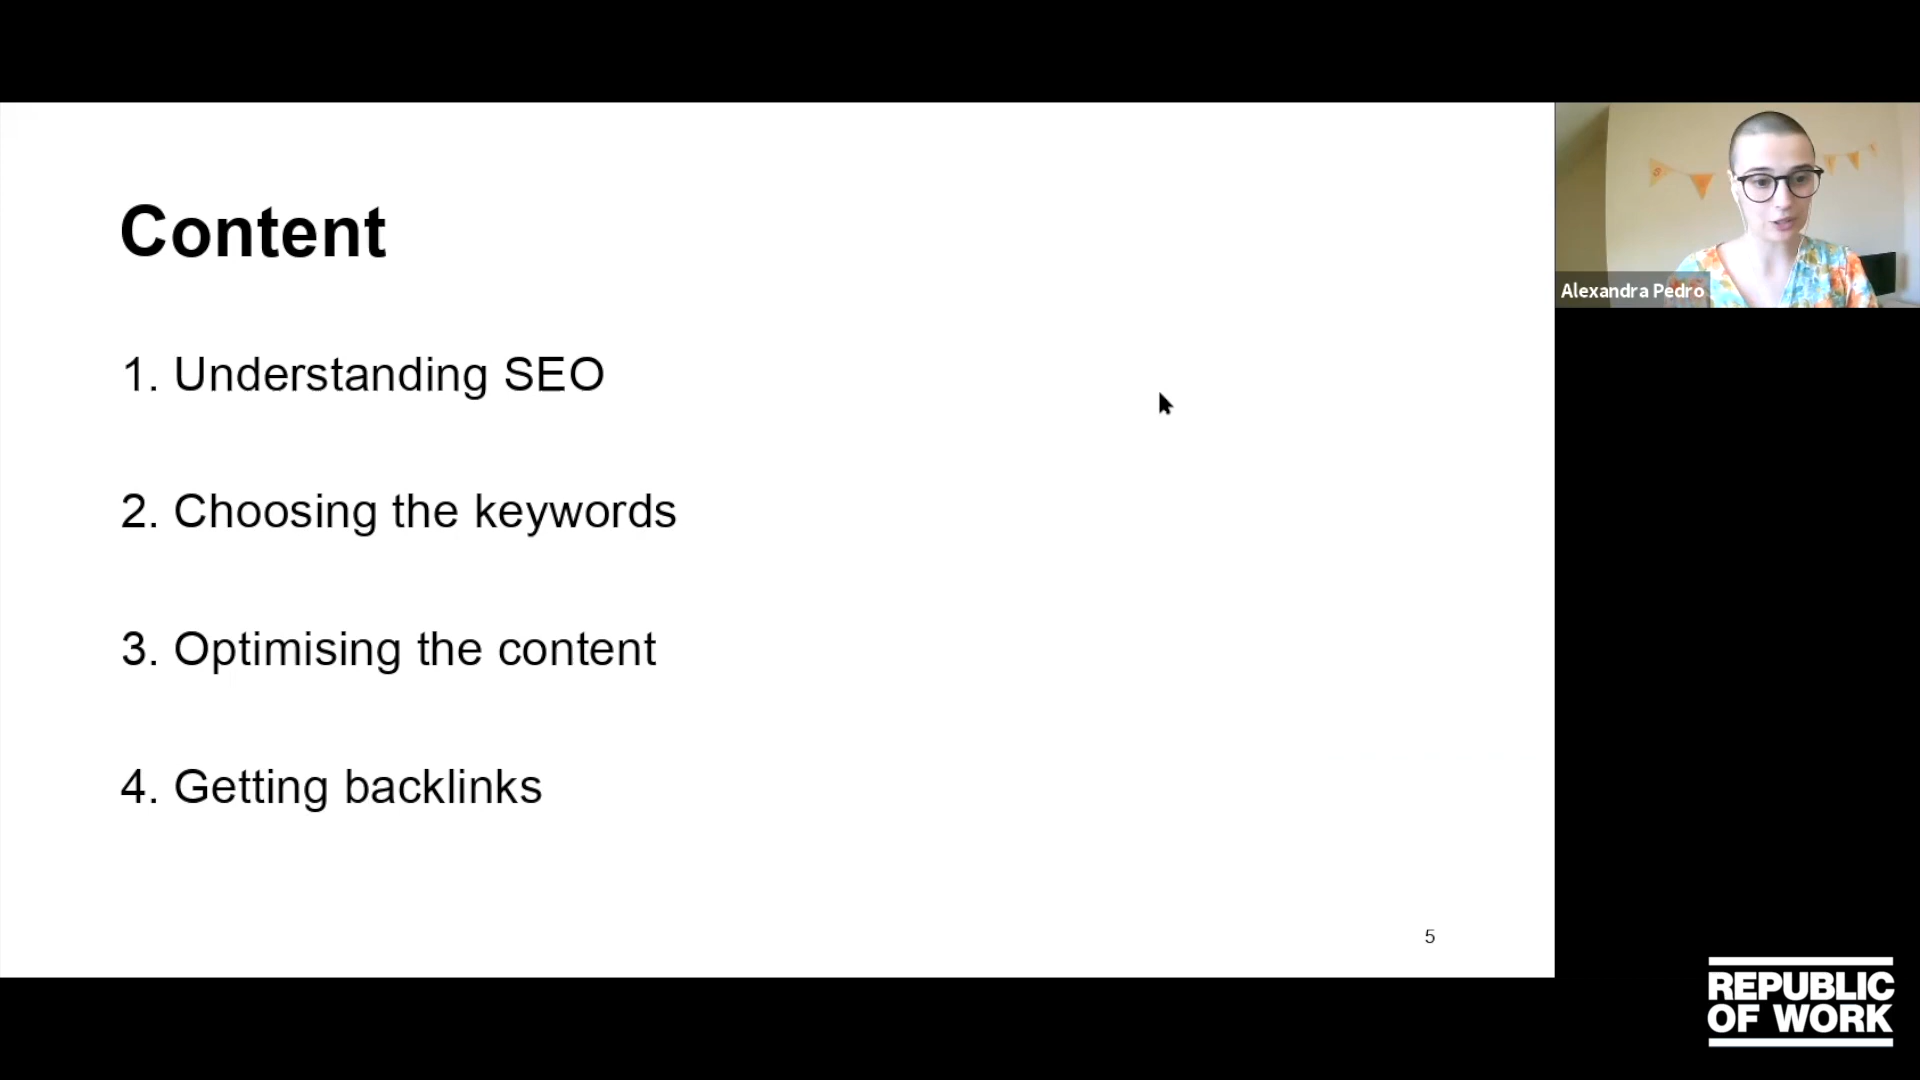 Content
1. Understanding SEO
2. Choosing the keywords
3. Optimising the content
4. Getting backlinks
5
Alexandra Pedro
REPUBLIC
OF WORK